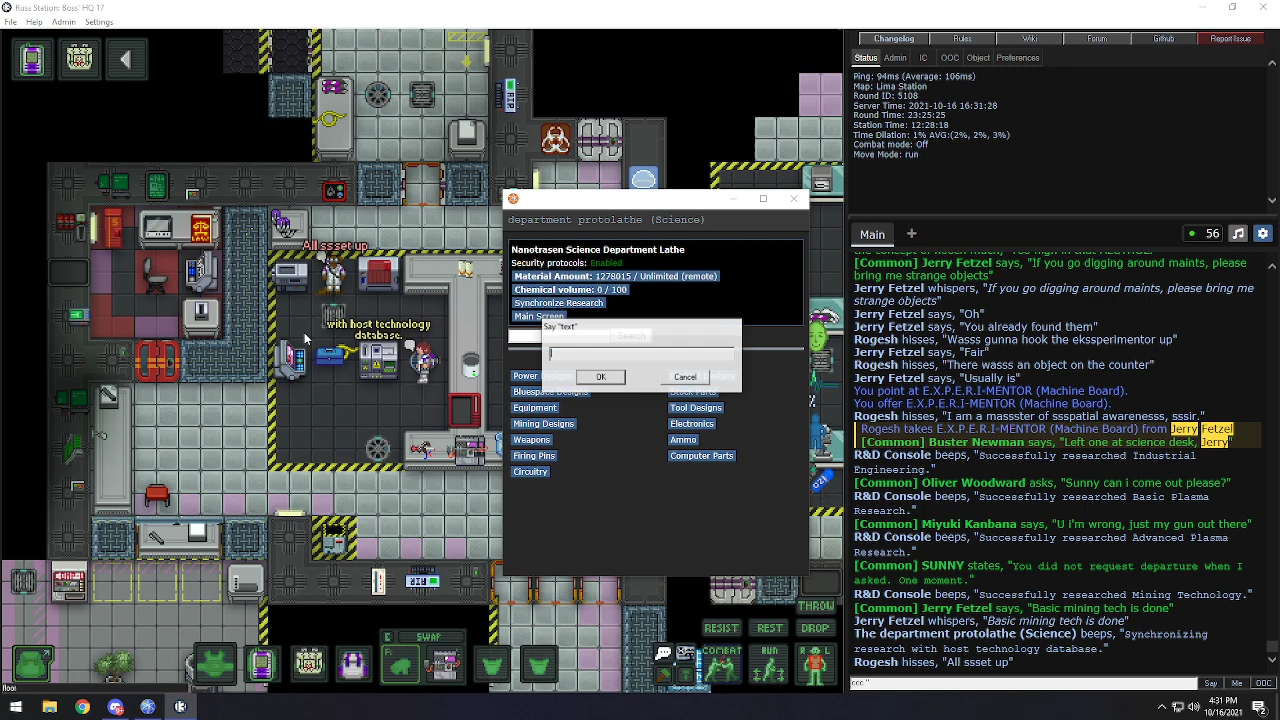 Russ Station: Boss' HQ 17
File Help Admin Settings
Changelog Rules Wiki Forum Github Report Issue
Status Admin IC OOC Object Preferences
Ping: 94ms (Average: 106ms)
Map: Lima Station
Round ID: 5108
Server Time: 2021-10-16 16:31:28
Round Time: 23:25:25
Station Time: 12:28:18
Time Dilation: 1% AVG:(2%, 2%, 3%)
Combat mode: Off
Move Mode: run
All ssset up
with host technology
database.
department protolathe (Science)
Nanotrasen Science Department Lathe
Security protocols: Enabled
Material Amount: 1278015 / Unlimited (remote)
Chemical volume: 0 / 100
Synchronize Research
Main Screen
Say "text"
Search
OK Cancel
Power
Bluespace Designs
Equipment Tool Designs
Mining Designs Electronics
Weapons Ammo
Firing Pins Computer Parts
Circuitry
Main + 56
[Common] Jerry Fetzel says, "If you go digging around maints, please
bring me strange objects"
Jerry Fetzel whispers, "If you go digging around maints, please bring me
strange objects"
Jerry Fetzel says, "Oh"
Jerry Fetzel says, "You already found them"
Rogesh hisses, "Wasss gunna hook the eksssperlmentor up"
Jerry Fetzel says, "Fair"
Rogesh hisses, "There wasss an object on the counter"
Jerry Fetzel says, "Usually is"
You point at E.X.P.E.R.I-MENTOR (Machine Board).
You offer E.X.P.E.R.I-MENTOR (Machine Board).
Rogesh hisses, "I am a massster of ssspatial awarenesss, sssir."
Rogesh takes E.X.P.E.R.I-MENTOR (Machine Board) from Jerry Fetzel
[Common] Buster Newman says, "Left one at science desk, Jerry"
R&D Console beeps, "Successfully researched Industrial
Engineering."
[Common] Oliver Woodward asks, "Sunny can i come out please?"
R&D Console beeps, "Successfully researched Basic Plasma
Research."
[Common] Miyuki Kanbana says, "U i'm wrong, just my gun out there"
R&D Console beeps, "Successfully researched Advanced Plasma
Research."
[Common] SUNNY states, "You did not request departure when I
asked. One moment."
R&D Console beeps, "Successfully researched Mining Technology."
[Common] Jerry Fetzel says, "Basic mining tech is done"
Jerry Fetzel whispers, "Basic mining tech is done"
The department protolathe (Science) beeps, "Synchronizing
research with host technology database."
Rogesh hisses, "All ssset up"
SWAP
RESIST REST DROP THROW
COMBAT RUN
floor
Say Me OOC
4:31 PM
10/16/2021